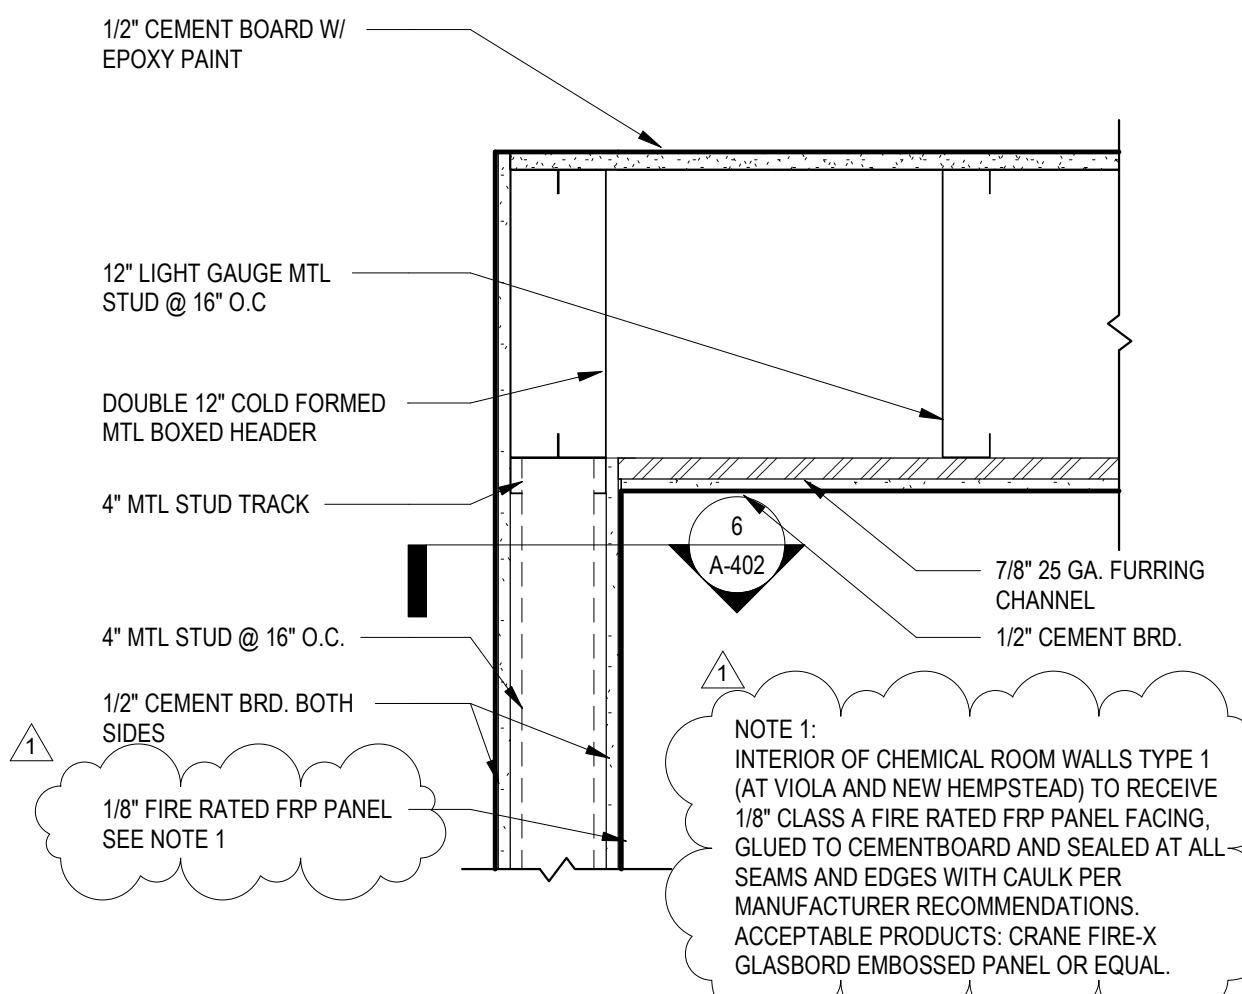 1/2" CEMENT BOARD W/
EPOXY PAINT
12" LIGHT GAUGE MTL
STUD @ 16" O.C
DOUBLE 12" COLD FORMED
MTL BOXED HEADER
4" MTL STUD TRACK
6
A-402
7/8" 25 GA. FURRING
CHANNEL
1/2" CEMENT BRD.
4" MTL STUD @ 16" O.C.
1/2" CEMENT BRD. BOTH
SIDES
1
1/8" FIRE RATED FRP PANEL
SEE NOTE 1
1
NOTE 1:
INTERIOR OF CHEMICAL ROOM WALLS TYPE 1
(AT VIOLA AND NEW HEMPSTEAD) TO RECEIVE
1/8" CLASS A FIRE RATED FRP PANEL FACING,
GLUED TO CEMENTBOARD AND SEALED AT ALL
SEAMS AND EDGES WITH CAULK PER
MANUFACTURER RECOMMENDATIONS.
ACCEPTABLE PRODUCTS: CRANE FIRE-X
GLASBORD EMBOSSED PANEL OR EQUAL.